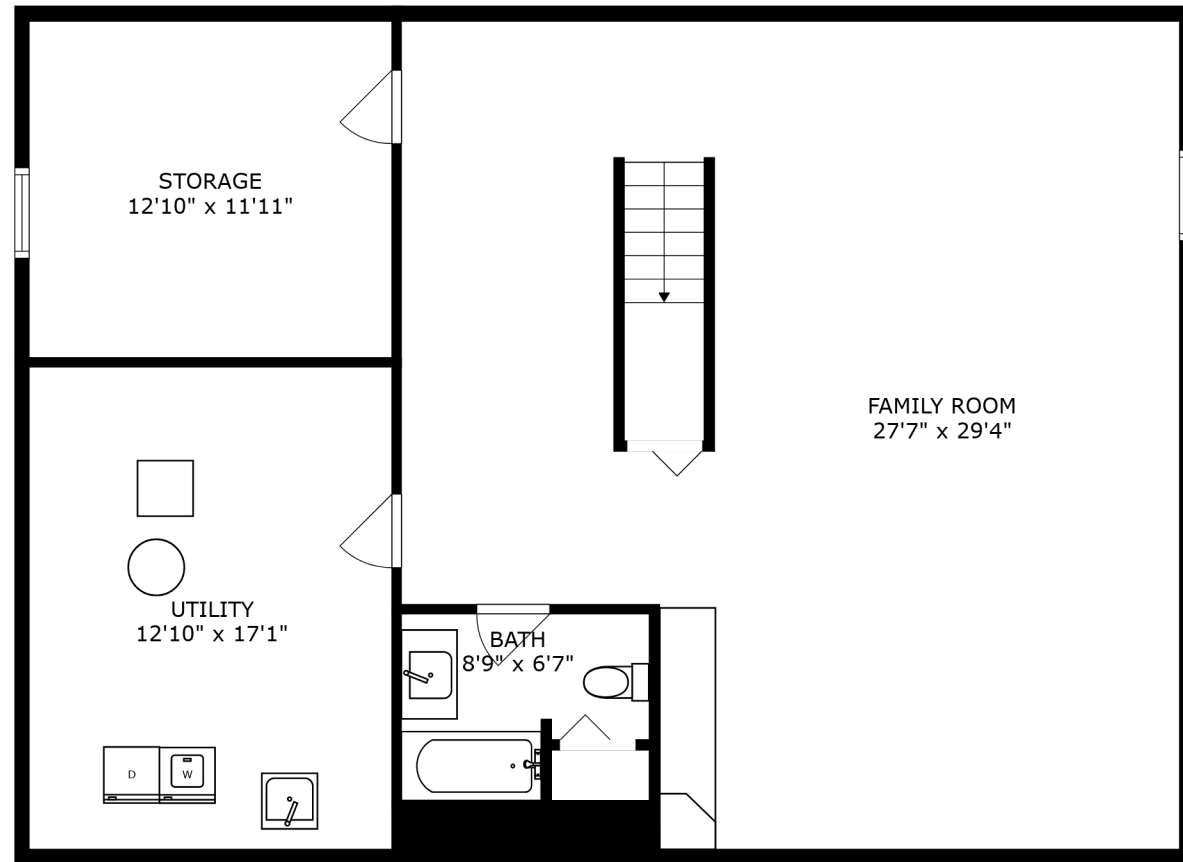 STORAGE
12'10" x 11'11"
FAMILY ROOM
27'7" x 29'4"
UTILITY
12'10" x 17'1"
BATH
8'9" x 6'7"
D
W